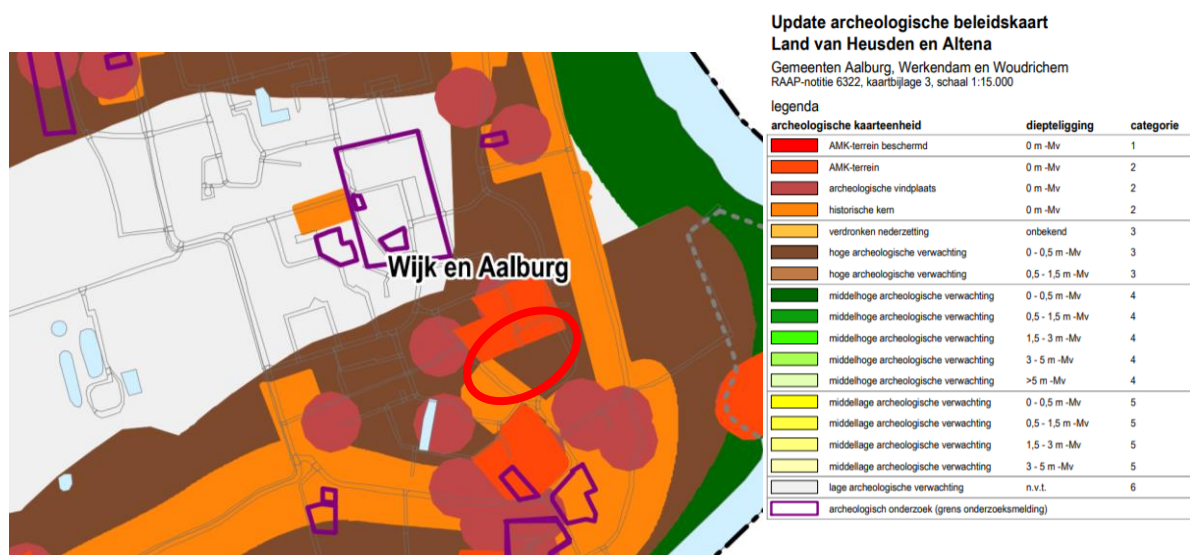 Update archeologische beleidskaart
Land van Heusden en Altena
Gemeenten Aalburg, Werkendam en Woudrichem
RAAP-notitie 6322, kaartbijlage 3, schaal 1:15.000
legenda
archeologische kaarteenheid diepteligging categorie
AMK-terrein beschermd 0 m -Mv 1
AMK-terrein 0 m -Mv 2
archeologische vindplaats 0 m -Mv 2
historische kern 0 m -Mv 2
verdronken nederzetting onbekend 3
hoge archeologische verwachting 0 - 0,5 m -Mv 3
hoge archeologische verwachting 0,5 - 1,5 m -Mv 3
middelhoge archeologische verwachting 0 - 0,5 m -Mv 4
middelhoge archeologische verwachting 0,5 - 1,5 m -Mv 4
middelhoge archeologische verwachting 1,5 - 3 m -Mv 4
middelhoge archeologische verwachting 3 - 5 m -Mv 4
middelhoge archeologische verwachting >5 m -Mv 4
middellage archeologische verwachting 0 - 0,5 m -Mv 5
middellage archeologische verwachting 0,5 - 1,5 m -Mv 5
middellage archeologische verwachting 1,5 - 3 m -Mv 5
middellage archeologische verwachting 3 - 5 m -Mv 5
lage archeologische verwachting n.v.t. 6
archeologisch onderzoek (grens onderzoeksmelding)
Wijk en Aalburg